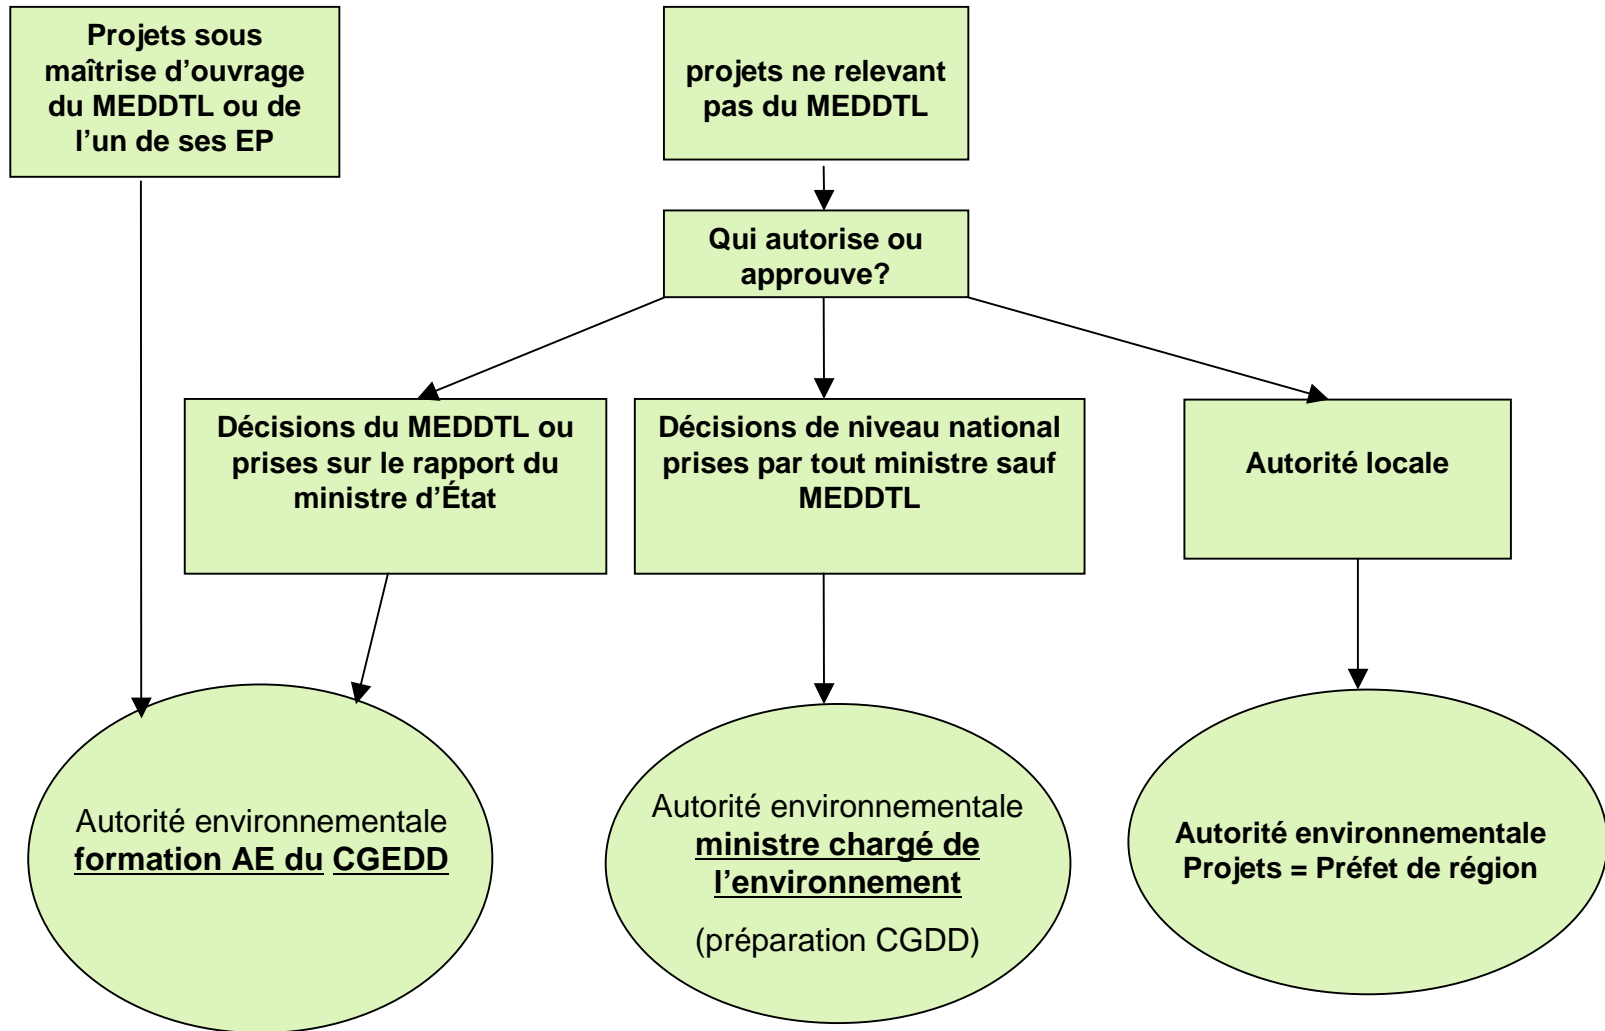 Projets sous
maîtrise d'ouvrage
du MEDDTL ou de
l'un de ses EP
projets ne relevant
pas du MEDDTL
Qui autorise ou
approuve?
Décisions du MEDDTL ou
prises sur le rapport du
ministre d'État
Décisions de niveau national
prises par tout ministre sauf
MEDDTL
Autorité locale
Autorité environnementale
formation AE du CGEDD
Autorité environnementale
ministre chargé de
l'environnement
(préparation CGDD)
Autorité environnementale
Projets = Préfet de région